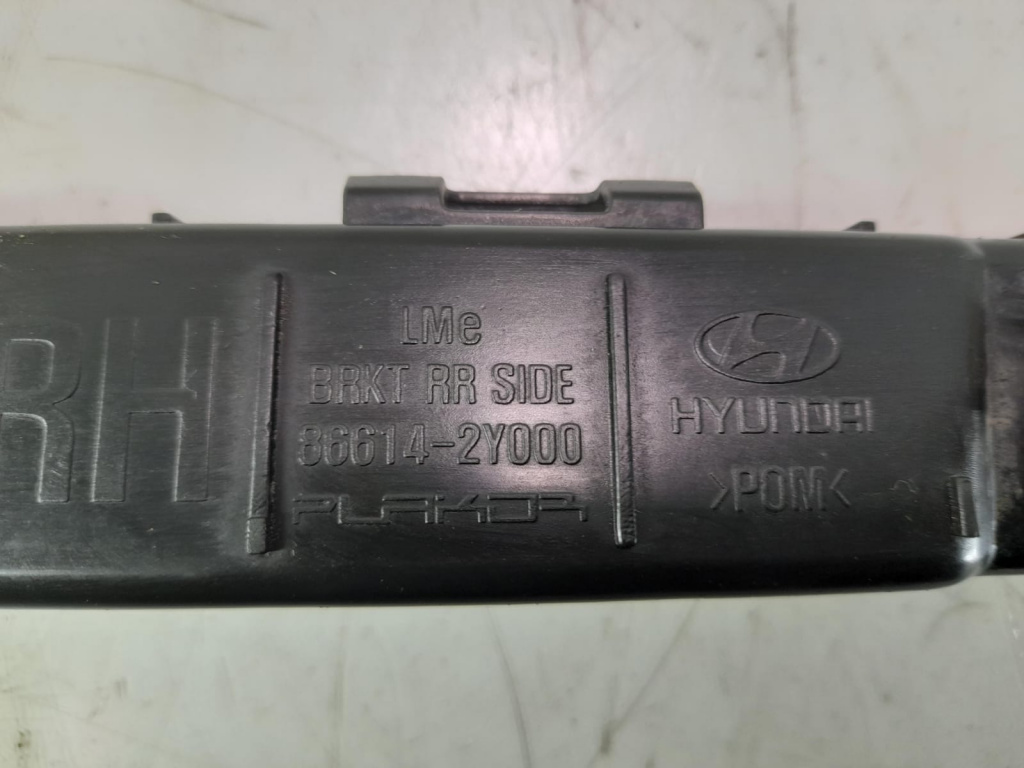 RH
LMe
BRKT RR SIDE
86614-2Y000
PLAKOR
HYUNDAI
>POM<